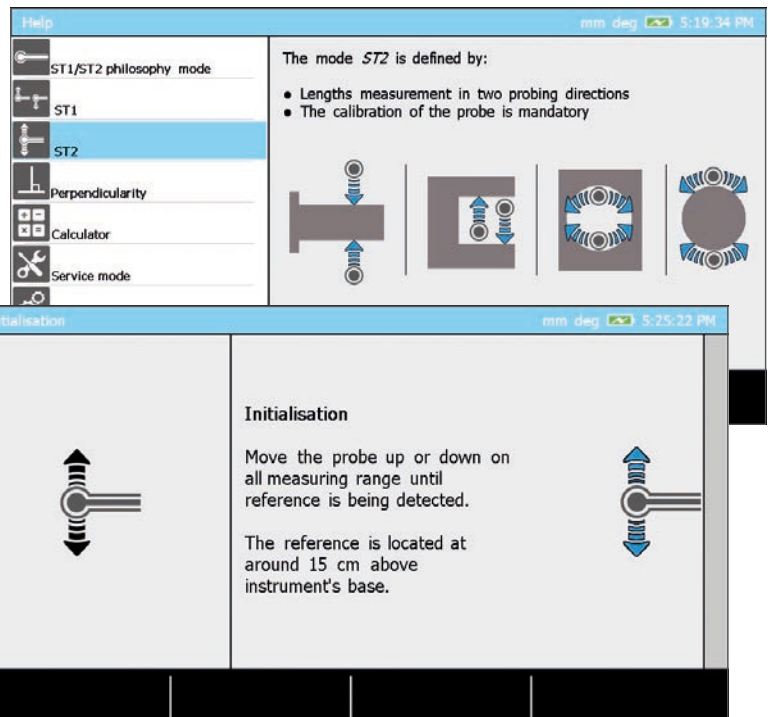 Help
mm deg 5:19:34 PM
ST1/ST2 philosophy mode
ST1
ST2
Perpendicularity
Calculator
Service mode
The mode ST2 is defined by:
• Lengths measurement in two probing directions
• The calibration of the probe is mandatory
tialisation
mm deg 5:25:22 PM
Initialisation
Move the probe up or down on
all measuring range until
reference is being detected.
The reference is located at
around 15 cm above
instrument's base.